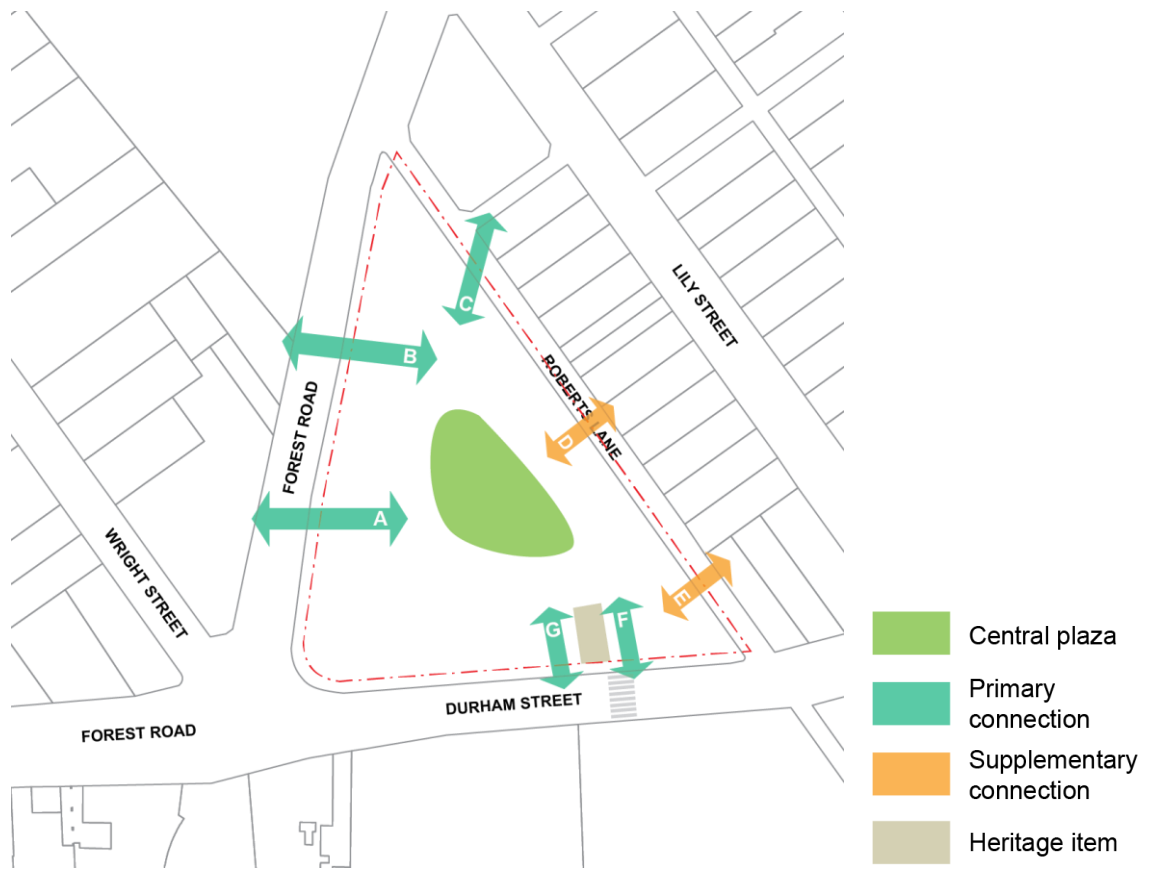 C
B
LILY STREET
FOREST ROAD
ROBERTS LANE
D
A
WRIGHT STREET
E
G
F
DURHAM STREET
FOREST ROAD
Central plaza
Primary
connection
Supplementary
connection
Heritage item